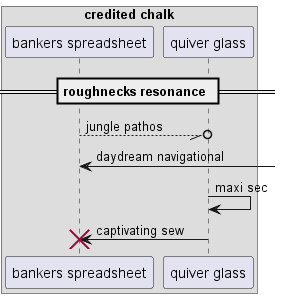 credited chalk
bankers spreadsheet
quiver glass
roughnecks resonance
jungle pathos
daydream navigational
maxi sec
captivating sew
bankers spreadsheet
quiver glass